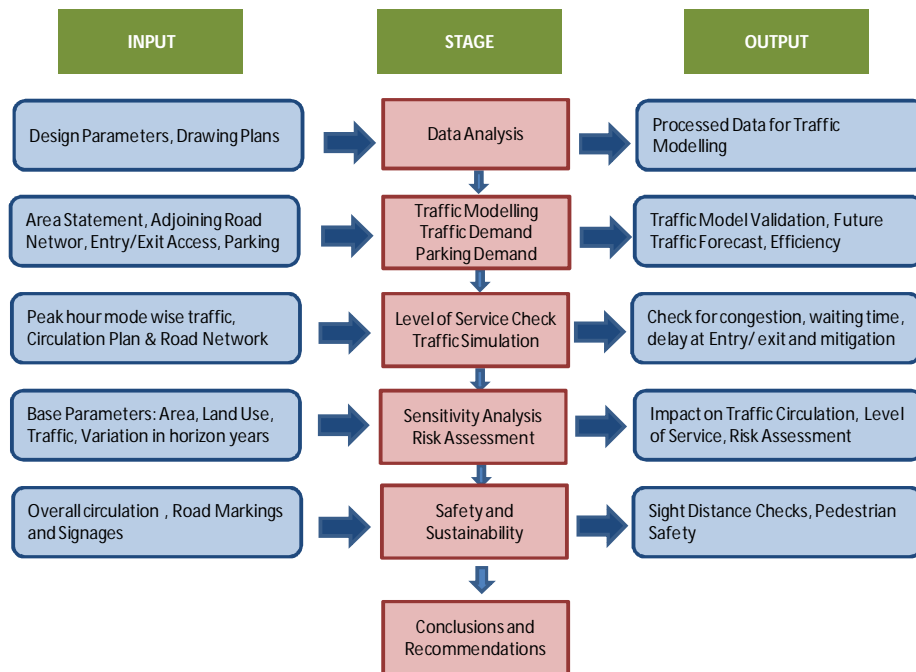 INPUT
STAGE
OUTPUT
Design Parameters, Drawing Plans
Data Analysis
Processed Data for Traffic
Modelling
Area Statement, Adjoining Road
Networ, Entry/Exit Access, Parking
Traffic Modelling
Traffic Demand
Parking Demand
Traffic Model Validation, Future
Traffic Forecast, Efficiency
Peak hour mode wise traffic,
Circulation Plan & Road Network
Level of Service Check
Traffic Simulation
Check for congestion, waiting time,
delay at Entry/ exit and mitigation
Base Parameters: Area, Land Use,
Traffic, Variation in horizon years
Sensitivity Analysis
Risk Assessment
Impact on Traffic Circulation, Level
of Service, Risk Assessment
Overall circulation , Road Markings
and Signages
Safety and
Sustainability
Sight Distance Checks, Pedestrian
Safety
Conclusions and
Recommendations